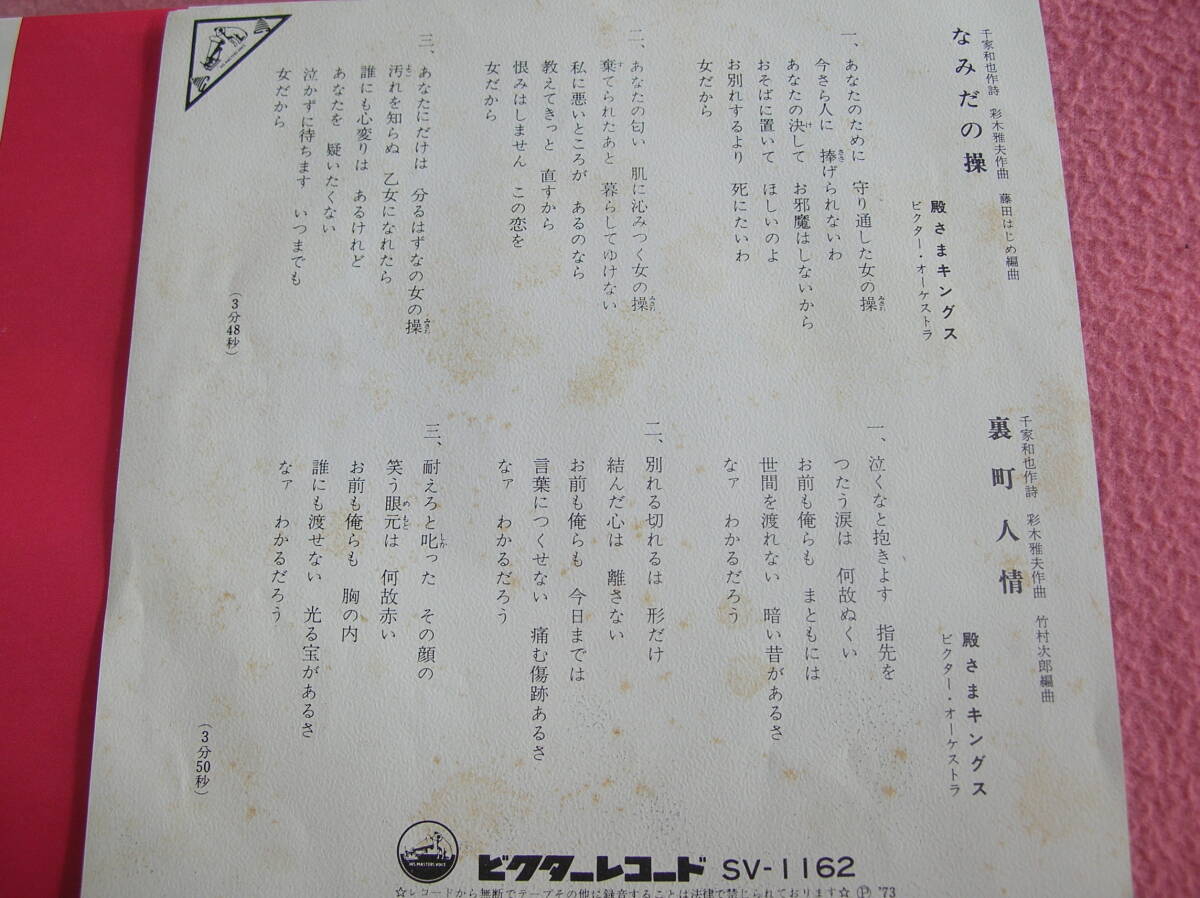 なみだの操
千家和也作詩 彩木雅夫作曲 藤田はじめ編曲
殿さまキングス
ビクター・オーケストラ
一、あなたのために 守り通した女の操
みさお
今さら人に 捧げられないわ
ささ
あなたの決して お邪魔はしないから
けっ
おそばに置いて ほしいのよ
お別れするより 死にたいわ
女だから
二、あなたの匂い 肌に沁みつく女の操
みさお
棄てられたあと 暮らしてゆけない
す
私に悪いところが あるのなら
教えてきっと 直すから
恨みはしません この恋を
女だから
三、あなたにだけは 分るはずなの女の操
みさお
汚れを知らぬ 乙女になれたら
よご
誰にも心変りは あるけれど
あなたを 疑いたくない
泣かずに待ちます いつまでも
女だから
(3分48秒)
裏町人情
千家和也作詩 彩木雅夫作曲 竹村次郎編曲
殿さまキングス
ビクター・オーケストラ
一、泣くなと抱きよす 指先を
つたう涙は 何故ぬくい
お前も俺らも まともには
世間を渡れない 暗い昔があるさ
なァ わかるだろう
二、別れる切れるは 形だけ
結んだ心は 離さない
お前も俺らも 今日までは
言葉につくせない 痛む傷跡あるさ
なァ わかるだろう
三、耐えろと叱った その顔の
しか
笑う眼元は 何故赤い
めもと
お前も俺らも 胸の内
誰にも渡せない 光る宝があるさ
なァ わかるだろう
(3分50秒)
HIS MASTERS VOICE
ビクターレコード SV-1162
☆レコードから無断でテープその他に録音することは法律で禁じられております☆ Ⓟ '73